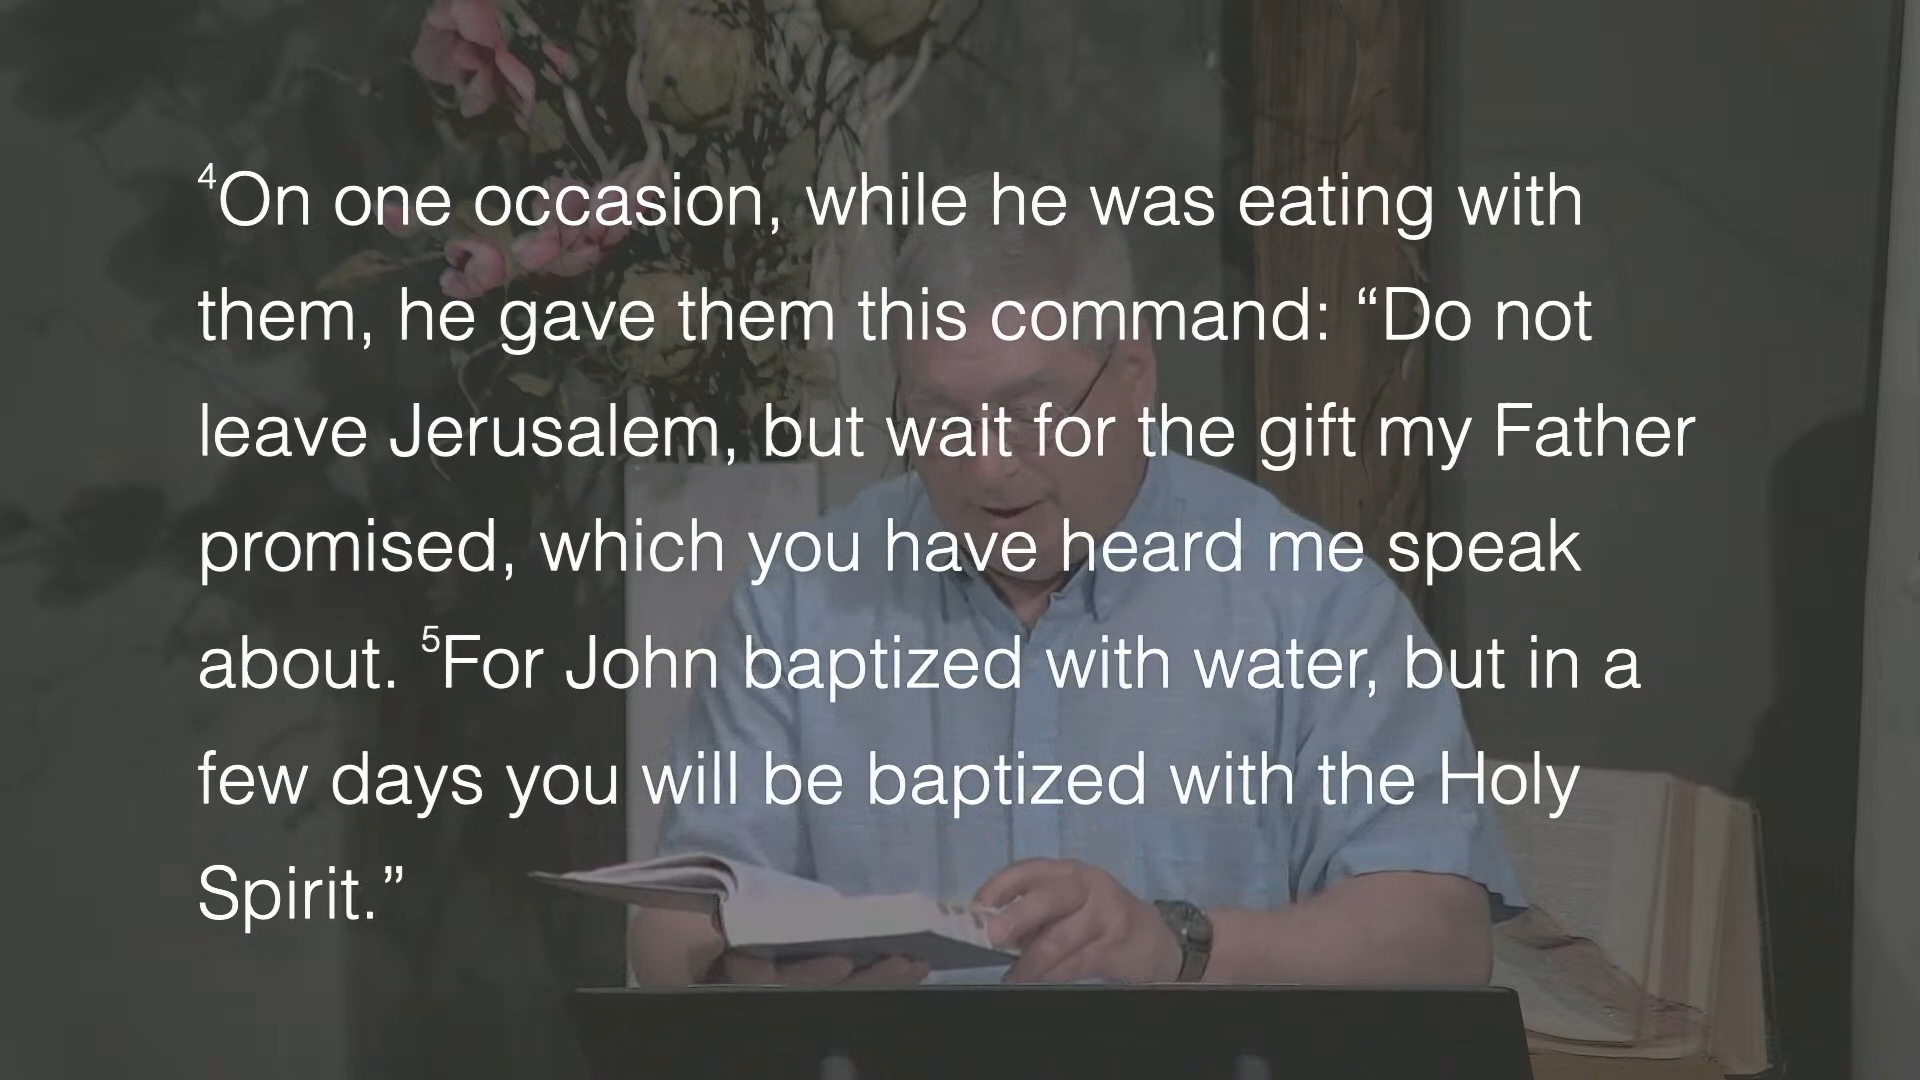 ⁴On one occasion, while he was eating with
them, he gave them this command: “Do not
leave Jerusalem, but wait for the gift my Father
promised, which you have heard me speak
about. ⁵For John baptized with water, but in a
few days you will be baptized with the Holy
Spirit.”